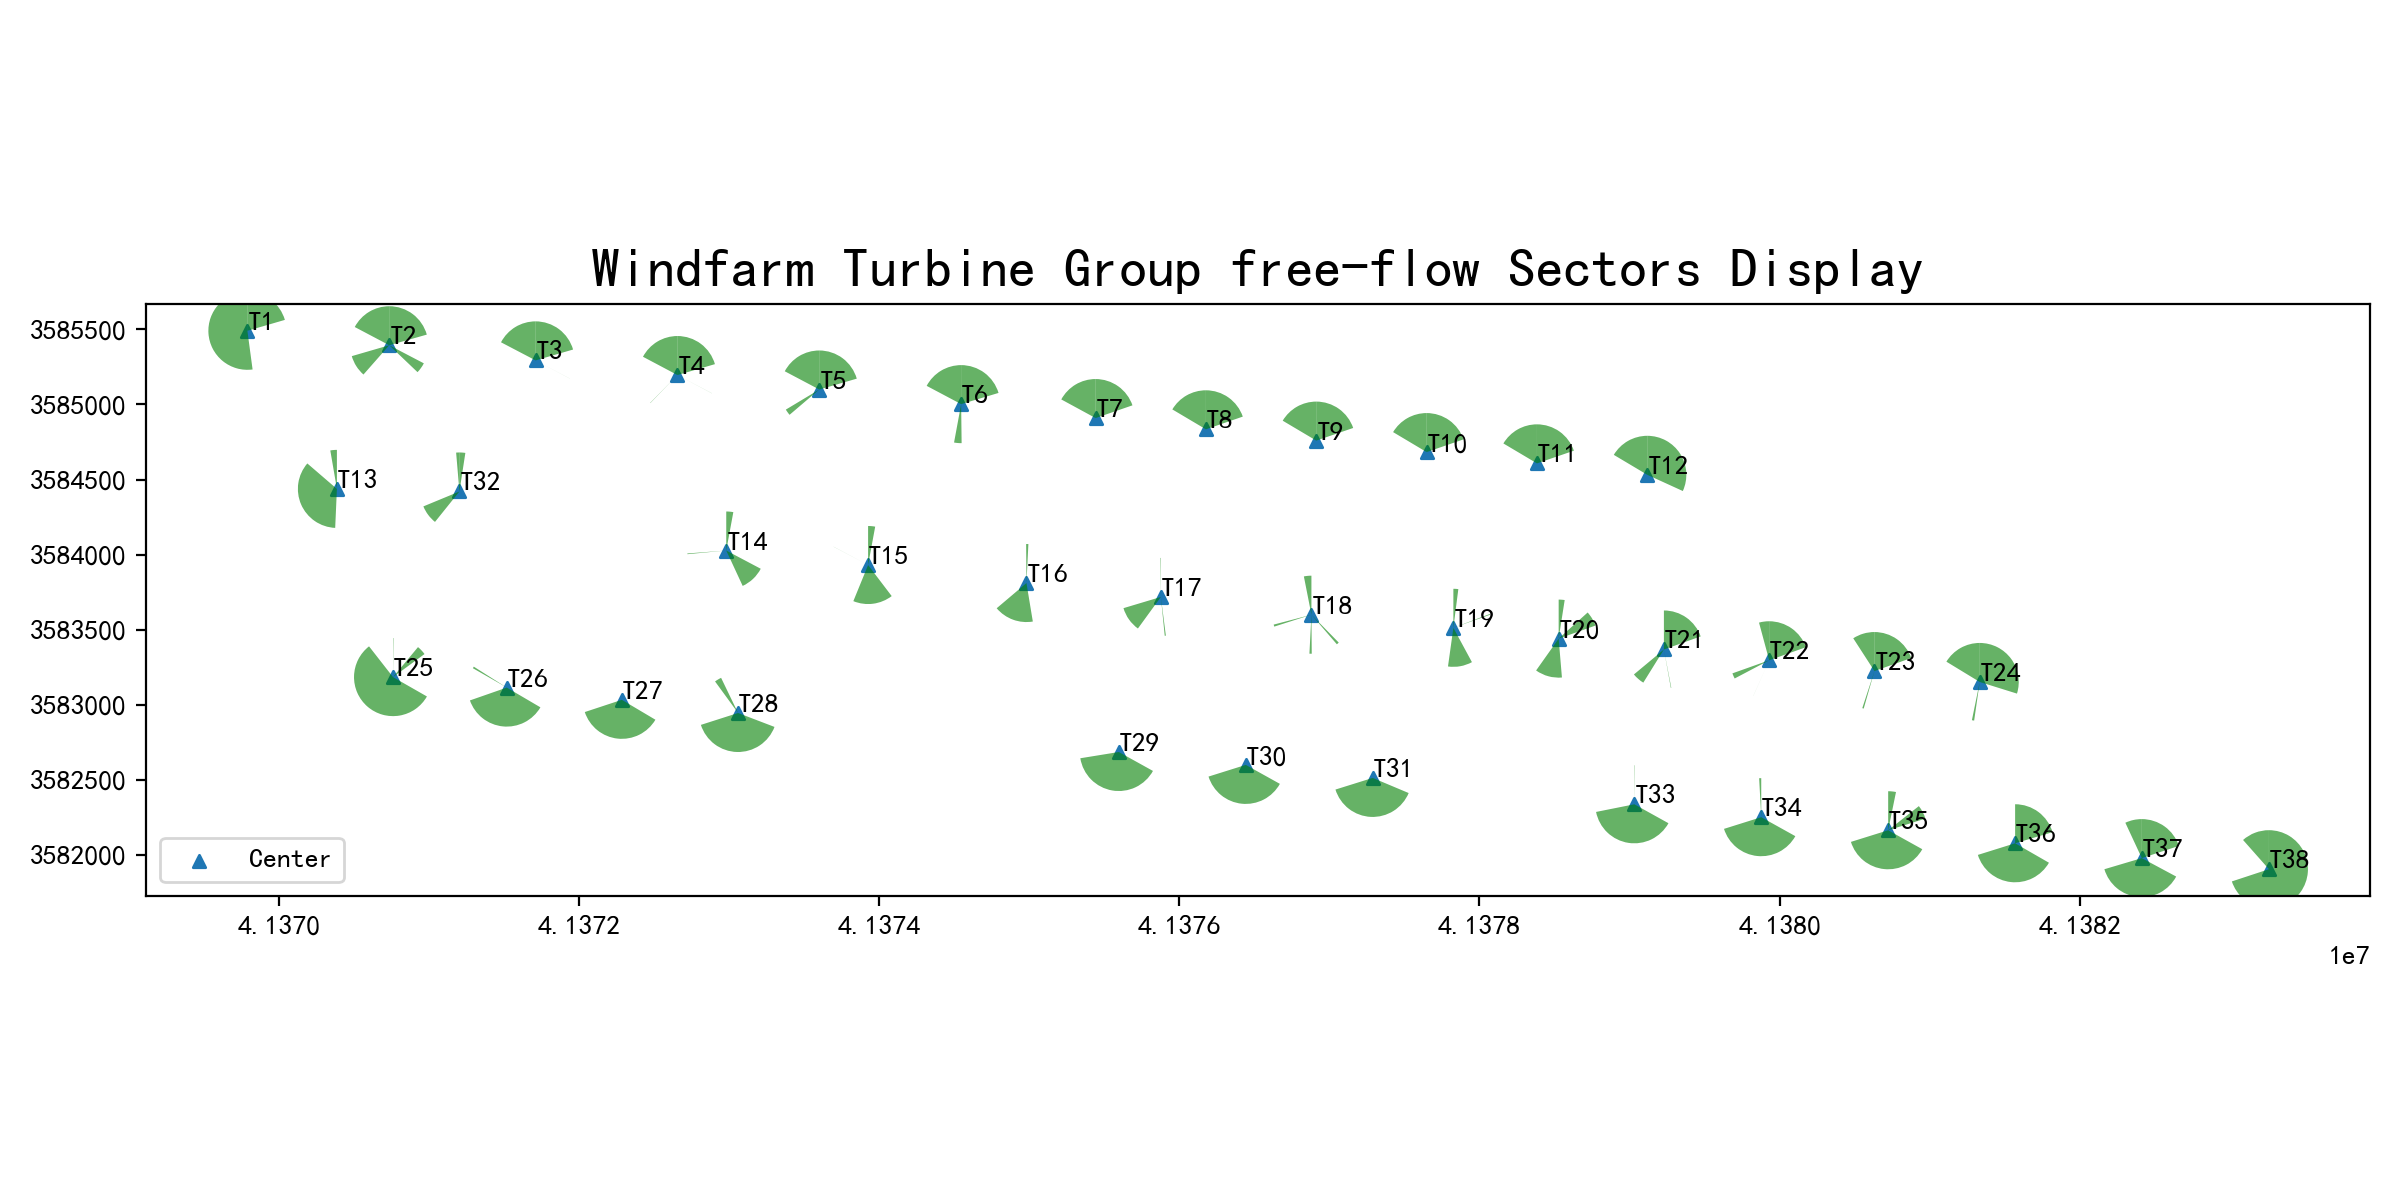 Windfarm Turbine Group free-flow Sectors Display
3585500
3585000
3584500
3584000
3583500
3583000
3582500
3582000
T1
T2
T3
T4
T5
T6
T7
T8
T9
T10
T11
T12
T13
T32
T14
T15
T16
T17
T18
T19
T20
T21
T22
T23
T24
T25
T26
T27
T28
T29
T30
T31
T33
T34
T35
T36
T37
T38
Center
4.1370
4.1372
4.1374
4.1376
4.1378
4.1380
4.1382
1e7